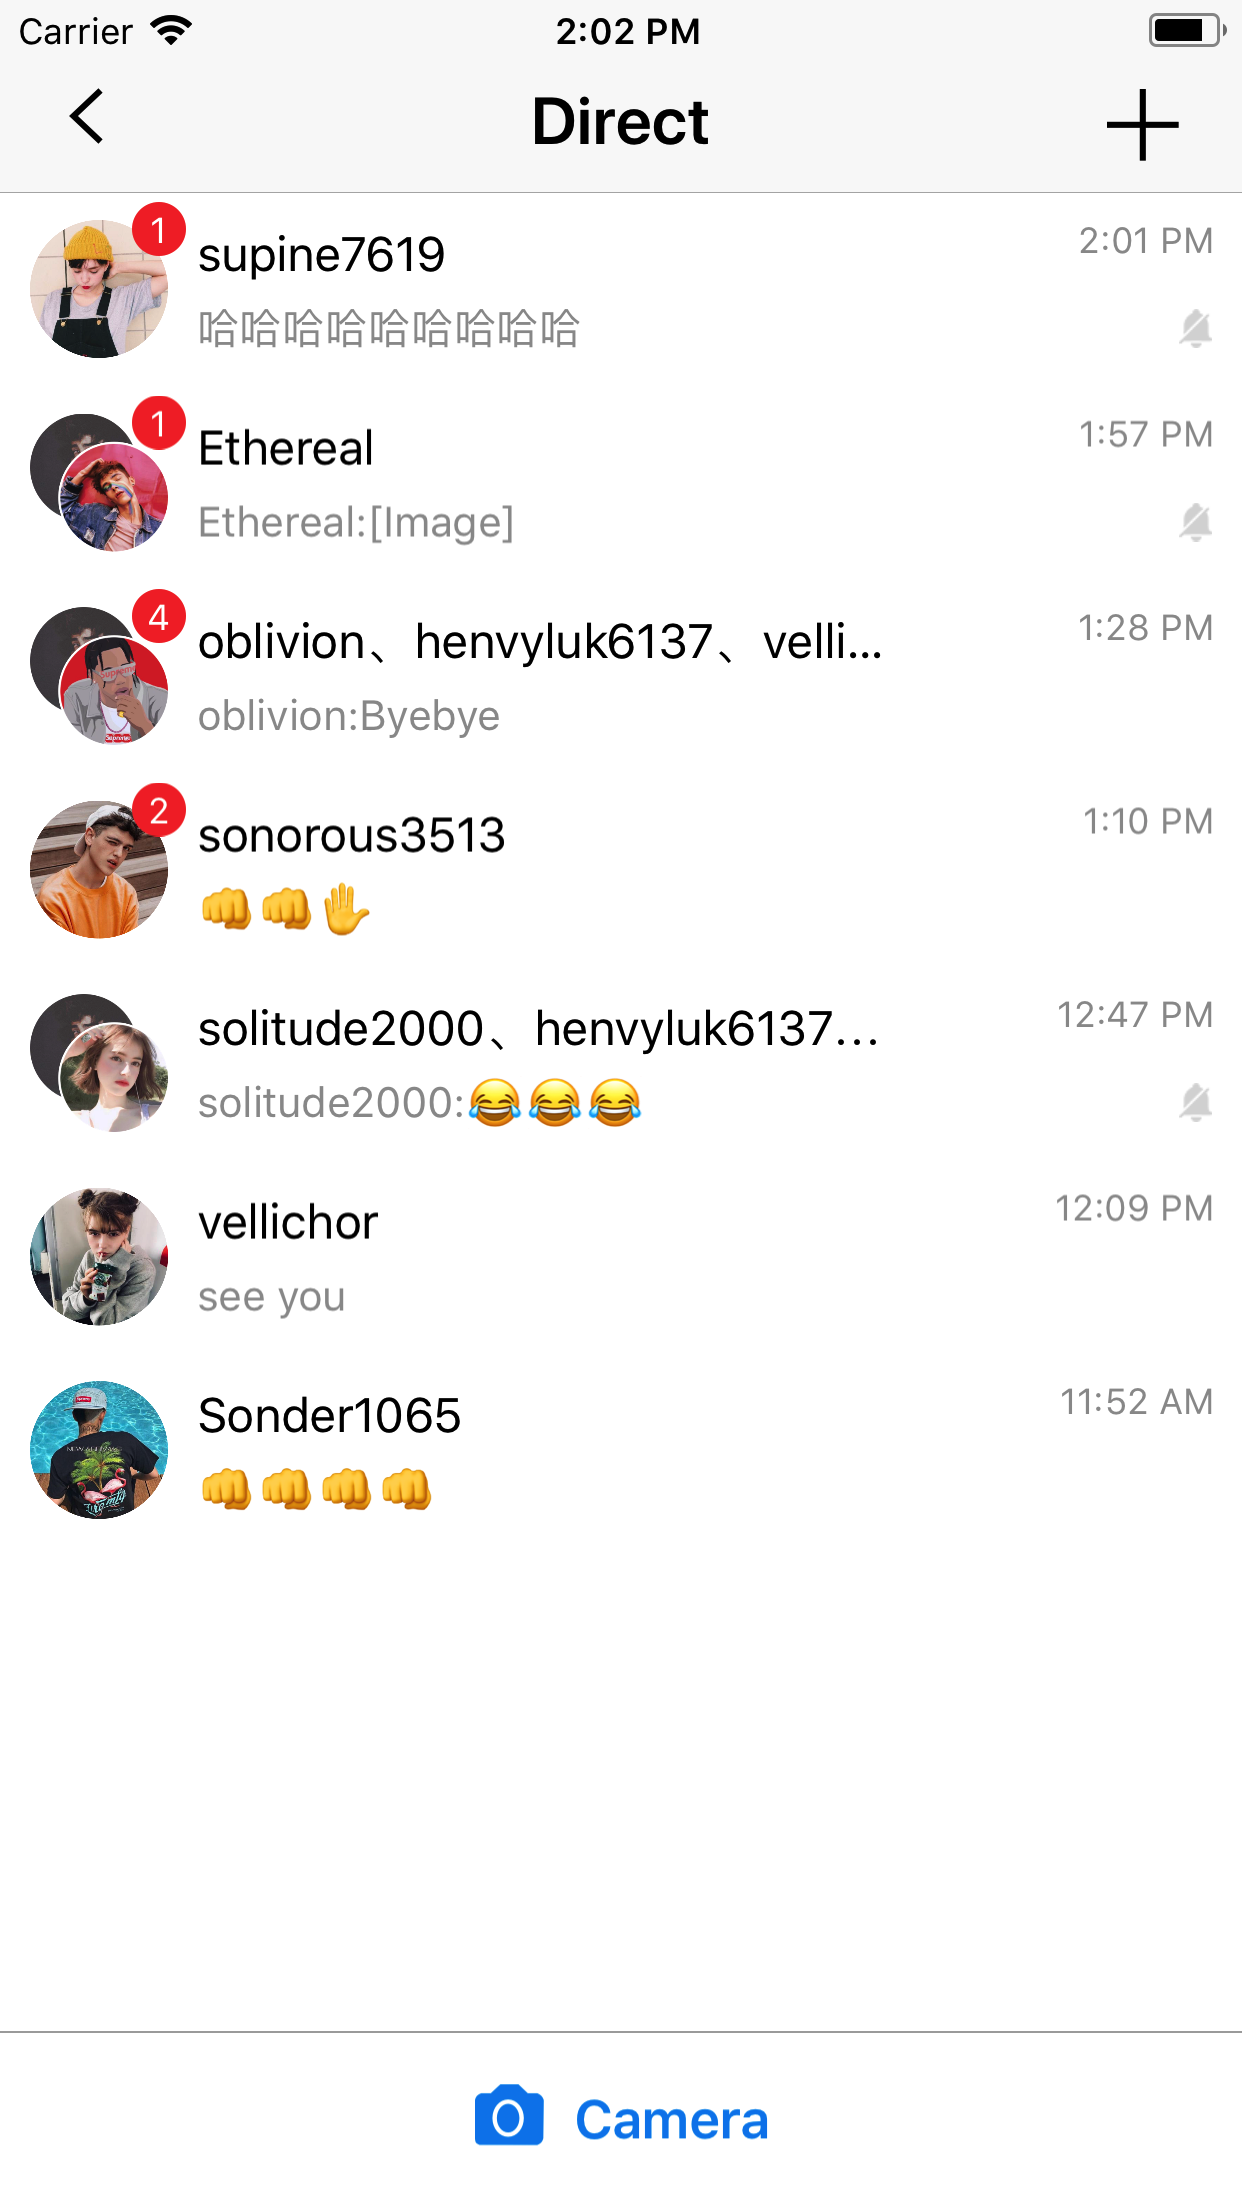 Carrier 2:02 PM
Direct
1 supine7619 2:01 PM
哈哈哈哈哈哈哈哈哈
1 Ethereal 1:57 PM
Ethereal:[Image]
4 oblivion、henvyluk6137、velli... 1:28 PM
oblivion:Byebye
2 sonorous3513 1:10 PM
👊👊✋
solitude2000、henvyluk6137... 12:47 PM
solitude2000:😂😂😂
vellichor 12:09 PM
see you
Sonder1065 11:52 AM
👊👊👊👊
Camera